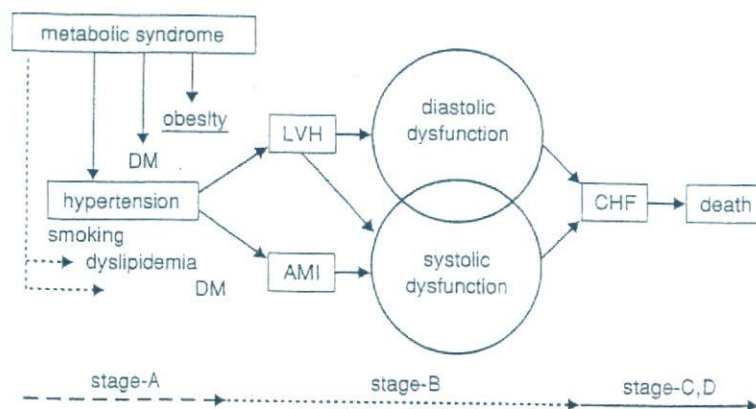 metabolic syndrome
obesity
DM
LVH
diastolic
dysfunction
hypertension
smoking
dyslipidemia
DM
AMI
systolic
dysfunction
CHF
death
stage-A
stage-B
stage-C,D